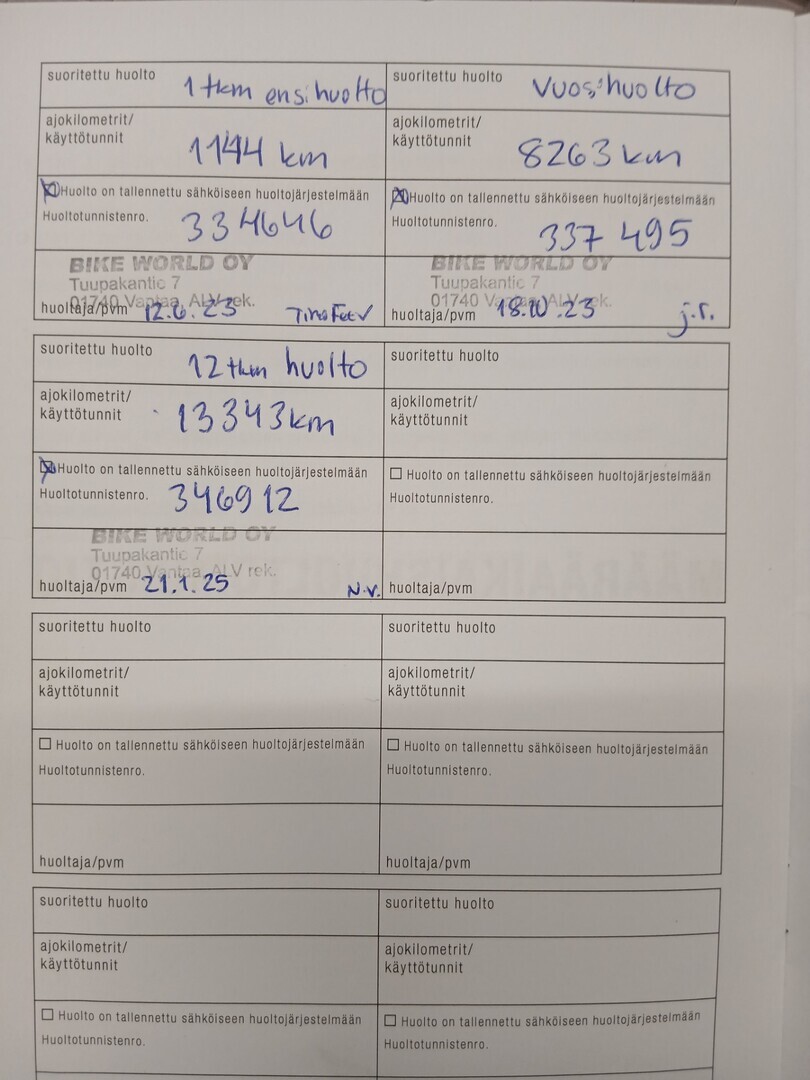 suoritettu huolto 1 tkm ensihuolto
ajokilometrit/
käyttötunnit 1144 km
Huolto on tallennettu sähköiseen huoltojärjestelmään
Huoltotunnistenro. 334646
BIKE WORLD OY
Tuupakantie 7
01740 Vantaa, ALV rek.
huoltaja/pvm 12.6.23
suoritettu huolto Vuosihuolto
ajokilometrit/
käyttötunnit 8263 km
Huolto on tallennettu sähköiseen huoltojärjestelmään
Huoltotunnistenro. 337 495
BIKE WORLD OY
Tuupakantie 7
01740 Vantaa, ALV rek.
huoltaja/pvm 18.10.23 j.r.
suoritettu huolto 12 tkm huolto
ajokilometrit/
käyttötunnit 13343 km
Huolto on tallennettu sähköiseen huoltojärjestelmään
Huoltotunnistenro. 346912
BIKE WORLD OY
Tuupakantie 7
01740 Vantaa, ALV rek.
huoltaja/pvm 21.1.25 N.V.
suoritettu huolto
ajokilometrit/
käyttötunnit
Huolto on tallennettu sähköiseen huoltojärjestelmään
Huoltotunnistenro.
huoltaja/pvm
suoritettu huolto
ajokilometrit/
käyttötunnit
Huolto on tallennettu sähköiseen huoltojärjestelmään
Huoltotunnistenro.
huoltaja/pvm
suoritettu huolto
ajokilometrit/
käyttötunnit
Huolto on tallennettu sähköiseen huoltojärjestelmään
Huoltotunnistenro.
huoltaja/pvm
suoritettu huolto
ajokilometrit/
käyttötunnit
Huolto on tallennettu sähköiseen huoltojärjestelmään
Huoltotunnistenro.
suoritettu huolto
ajokilometrit/
käyttötunnit
Huolto on tallennettu sähköiseen huoltojärjestelmään
Huoltotunnistenro.